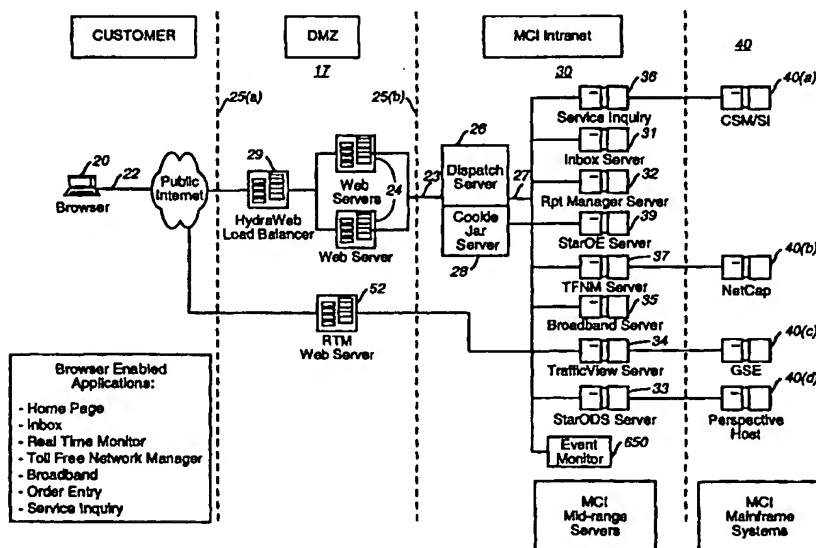 CUSTOMER
DMZ
17
MCI Intranet
40
25(a)
25(b)
30
36
40(a)
Service Inquiry
CSM/SI
26
31
Inbox Server
20
22
Browser
Public
Internet
29
HydraWeb
Load Balancer
Web
Servers
24
Web Server
23
Dispatch
Server
27
Cookie
Jar
Server
28
32
Rpt Manager Server
39
StarOE Server
37
TFNM Server
40(b)
NetCap
35
Broadband Server
52
RTM
Web Server
34
TrafficView Server
40(c)
GSE
33
StarODS Server
40(d)
Perspective
Host
Event
Monitor
650
Browser Enabled
Applications:
- Home Page
- Inbox
- Real Time Monitor
- Toll Free Network Manager
- Broadband
- Order Entry
- Service Inquiry
MCI
Mid-range
Servers
MCI
Mainframe
Systems